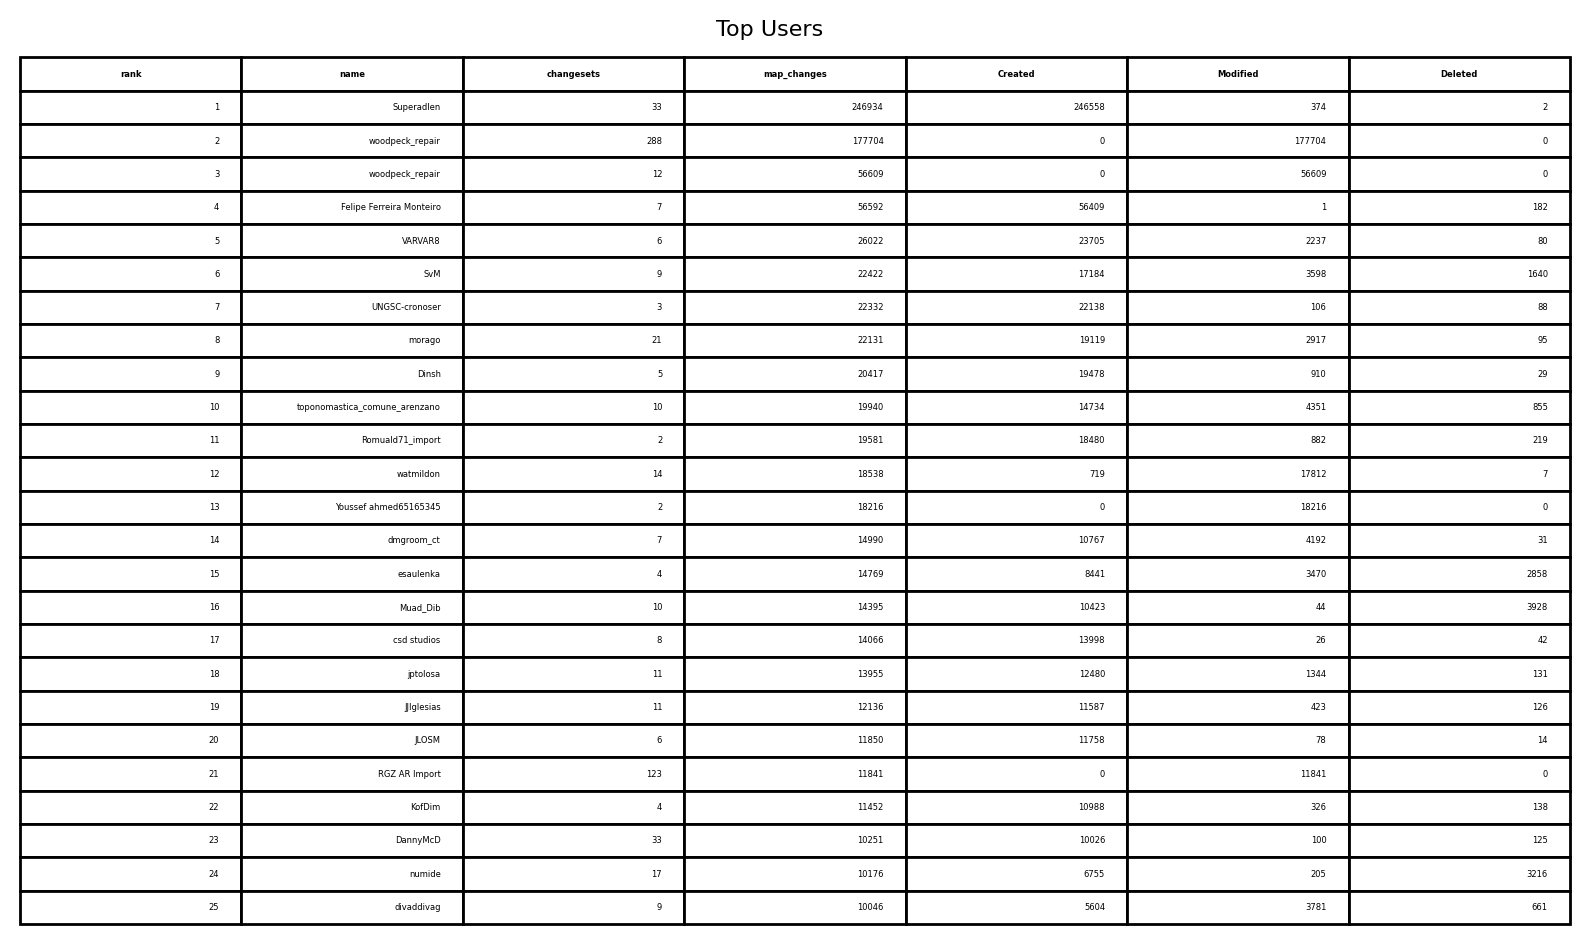 Top Users
rank name changesets map_changes Created Modified Deleted
1 Superadlen 33 246934 246558 374 2
2 woodpeck_repair 288 177704 0 177704 0
3 woodpeck_repair 12 56609 0 56609 0
4 Felipe Ferreira Monteiro 7 56592 56409 1 182
5 VARVAR8 6 26022 23705 2237 80
6 SvM 9 22422 17184 3598 1640
7 UNGSC-cronoser 3 22332 22138 106 88
8 morago 21 22131 19119 2917 95
9 Dinsh 5 20417 19478 910 29
10 toponomastica_comune_arenzano 10 19940 14734 4351 855
11 Romuald71_import 2 19581 18480 882 219
12 watmildon 14 18538 719 17812 7
13 Youssef ahmed65165345 2 18216 0 18216 0
14 dmgroom_ct 7 14990 10767 4192 31
15 esaulenka 4 14769 8441 3470 2858
16 Muad_Dib 10 14395 10423 44 3928
17 csd studios 8 14066 13998 26 42
18 jptolosa 11 13955 12480 1344 131
19 JJIglesias 11 12136 11587 423 126
20 JLOSM 6 11850 11758 78 14
21 RGZ AR Import 123 11841 0 11841 0
22 KofDim 4 11452 10988 326 138
23 DannyMcD 33 10251 10026 100 125
24 numide 17 10176 6755 205 3216
25 divaddivag 9 10046 5604 3781 661